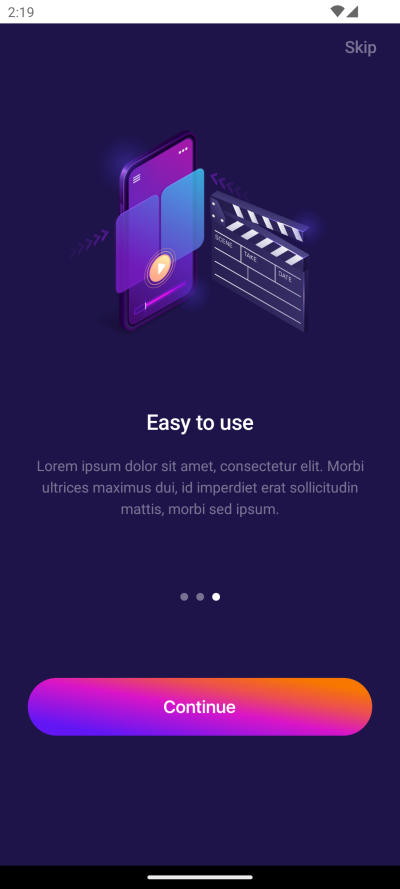 2:19
Skip
SCENE
TAKE
DATE
Easy to use
Lorem ipsum dolor sit amet, consectetur elit. Morbi
ultrices maximus dui, id imperdiet erat sollicitudin
mattis, morbi sed ipsum.
Continue